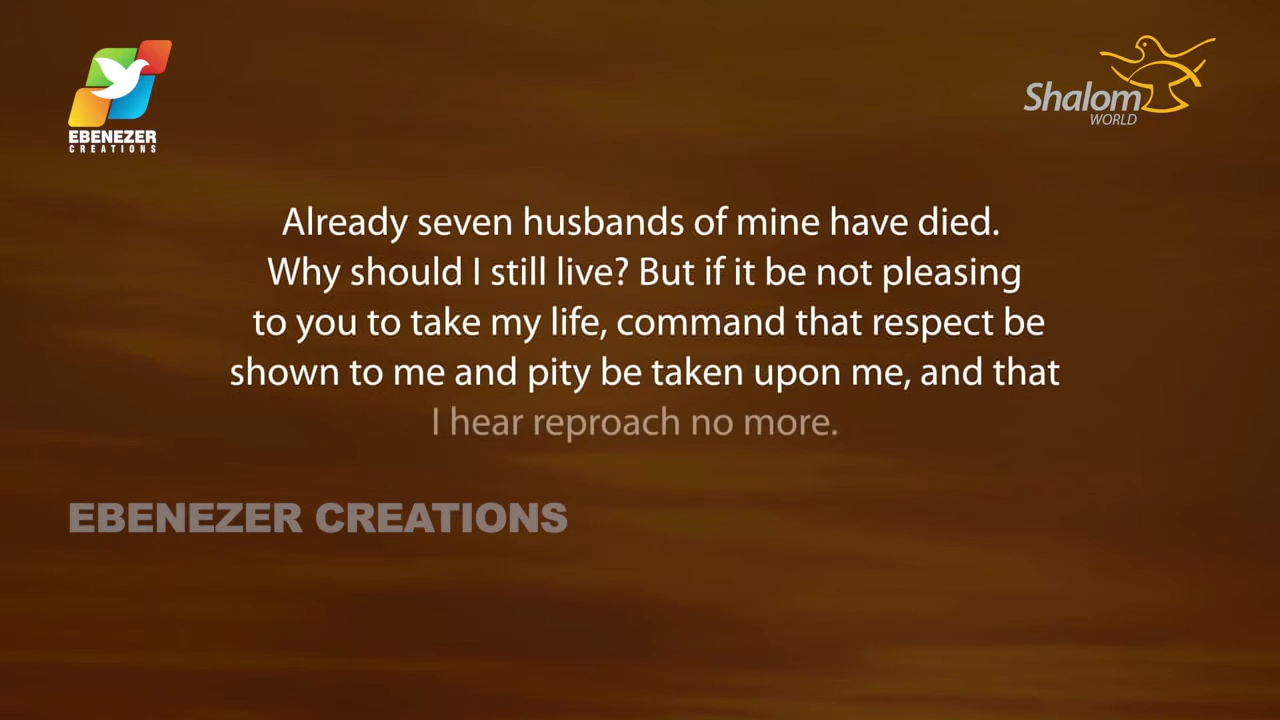 EBENEZER
CREATIONS
Shalom
WORLD
Already seven husbands of mine have died.
Why should I still live? But if it be not pleasing
to you to take my life, command that respect be
shown to me and pity be taken upon me, and that
I hear reproach no more.
EBENEZER CREATIONS